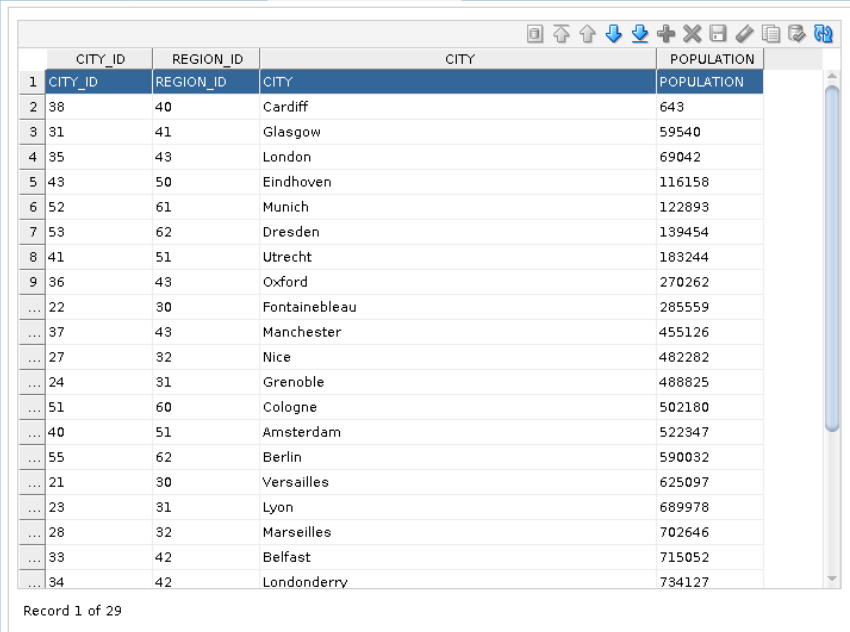 CITY_ID REGION_ID CITY POPULATION
1 CITY_ID REGION_ID CITY POPULATION
2 38 40 Cardiff 643
3 31 41 Glasgow 59540
4 35 43 London 69042
5 43 50 Eindhoven 116158
6 52 61 Munich 122893
7 53 62 Dresden 139454
8 41 51 Utrecht 183244
9 36 43 Oxford 270262
... 22 30 Fontainebleau 285559
... 37 43 Manchester 455126
... 27 32 Nice 482282
... 24 31 Grenoble 488825
... 51 60 Cologne 502180
... 40 51 Amsterdam 522347
... 55 62 Berlin 590032
... 21 30 Versailles 625097
... 23 31 Lyon 689978
... 28 32 Marseilles 702646
... 33 42 Belfast 715052
... 34 42 Londonderry 734127
Record 1 of 29